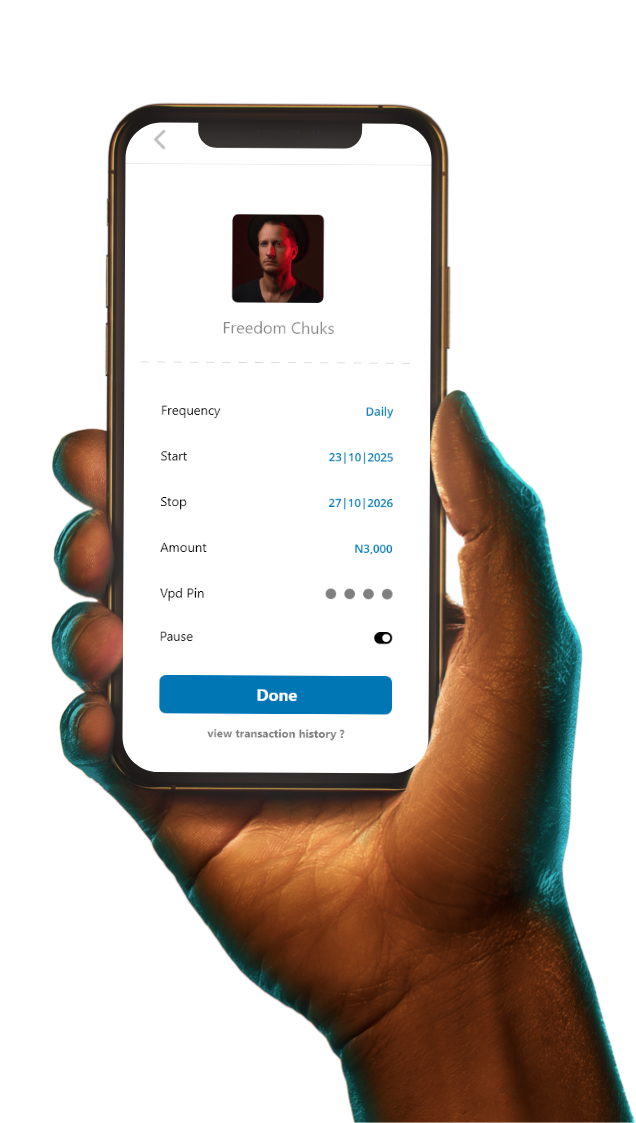 Freedom Chuks
Frequency Daily
Start 23|10|2025
Stop 27|10|2026
Amount N3,000
Vpd Pin
Pause
Done
view transaction history ?